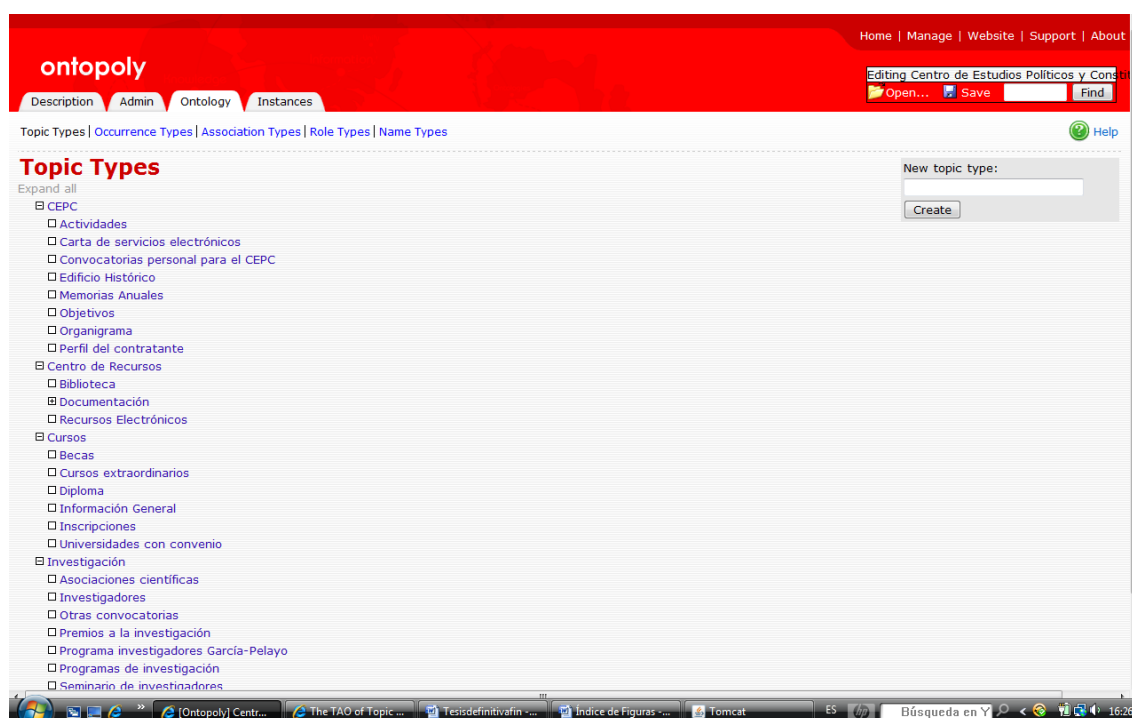 Home | Manage | Website | Support | About
ontopoly
Editing Centro de Estudios Políticos y Constit
Open... Save Find
Description Admin Ontology Instances
Topic Types | Occurrence Types | Association Types | Role Types | Name Types Help
Topic Types
New topic type:
Expand all
Create
CEPC
Actividades
Carta de servicios electrónicos
Convocatorias personal para el CEPC
Edificio Histórico
Memorias Anuales
Objetivos
Organigrama
Perfil del contratante
Centro de Recursos
Biblioteca
Documentación
Recursos Electrónicos
Cursos
Becas
Cursos extraordinarios
Diploma
Información General
Inscripciones
Universidades con convenio
Investigación
Asociaciones científicas
Investigadores
Otras convocatorias
Premios a la investigación
Programa investigadores García-Pelayo
Programas de investigación
Seminario de investigadores
[Ontopoly] Centr... The TAO of Topic ... Tesisdefinitivafin -... Índice de Figuras -... Tomcat ES hp Búsqueda en Y 16:26